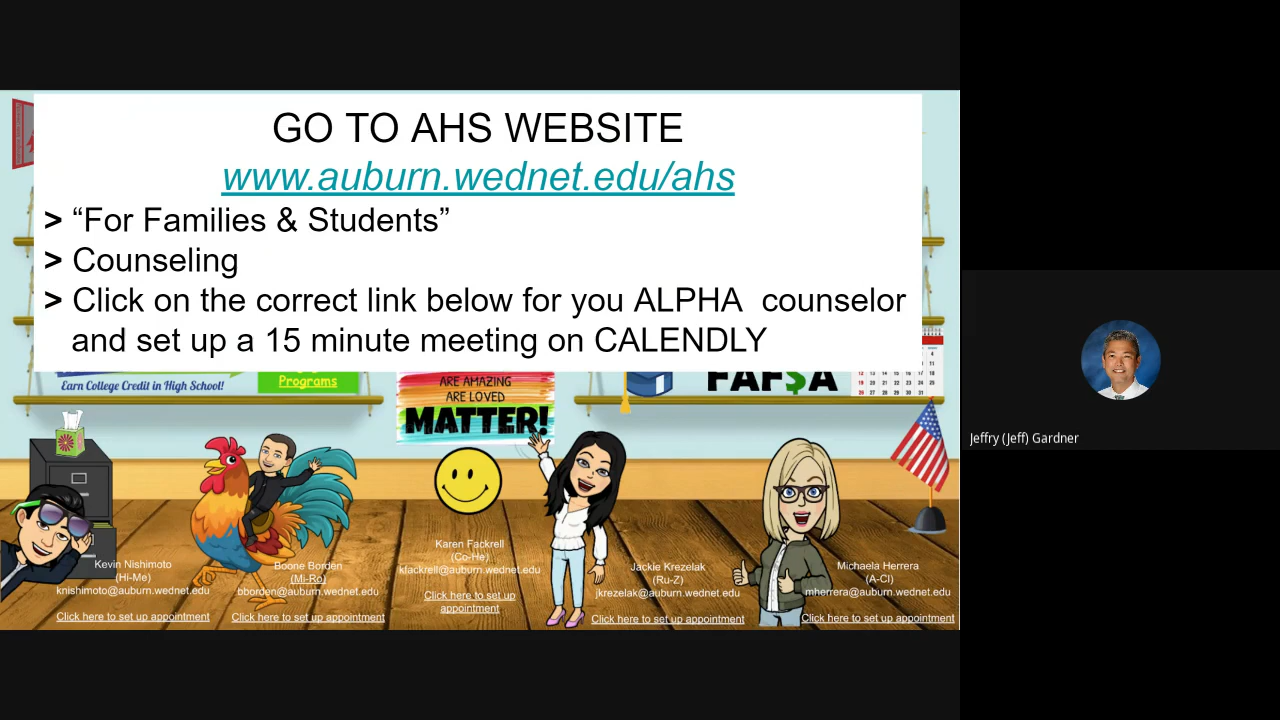 GO TO AHS WEBSITE
www.auburn.wednet.edu/ahs
> “For Families & Students”
> Counseling
> Click on the correct link below for you ALPHA  counselor
and set up a 15 minute meeting on CALENDLY
Earn College Credit in High School!
Programs
ARE AMAZING
ARE LOVED
MATTER!
FAF$A
Kevin Nishimoto
(Hi-Me)
knishimoto@auburn.wednet.edu
Click here to set up appointment
Boone Borden
(Mi-Ro)
bborden@auburn.wednet.edu
Click here to set up appointment
Karen Fackrell
(Co-He)
kfackrell@auburn.wednet.edu
Click here to set up
appointment
Jackie Krezelak
(Ru-Z)
jkrezelak@auburn.wednet.edu
Click here to set up appointment
Michaela Herrera
(A-Cl)
mherrera@auburn.wednet.edu
Click here to set up appointment
Jeffry (Jeff) Gardner